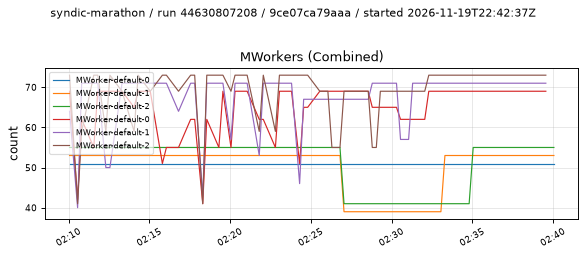 syndic-marathon / run 44630807208 / 9ce07ca79aaa / started 2026-11-19T22:42:37Z
MWorkers (Combined)
count
70
60
50
40
MWorker-default-0
MWorker-default-1
MWorker-default-2
MWorker-default-0
MWorker-default-1
MWorker-default-2
02:10
02:15
02:20
02:25
02:30
02:35
02:40